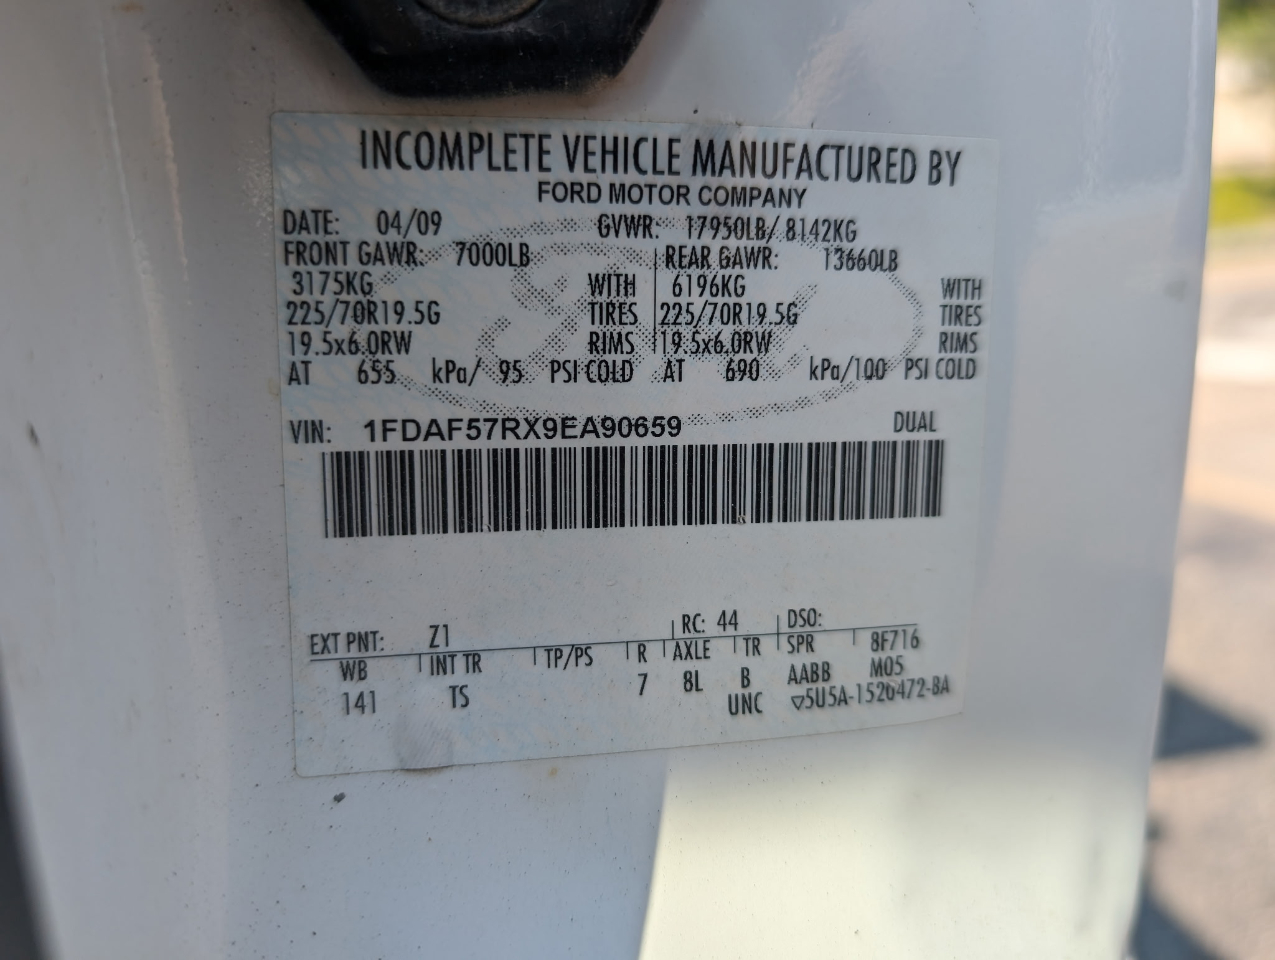 INCOMPLETE VEHICLE MANUFACTURED BY
FORD MOTOR COMPANY
DATE: 04/09 GVWR: 17950LB/ 8142KG
FRONT GAWR: 7000LB REAR GAWR: 13660LB
3175KG WITH 6196KG WITH
225/70R19.5G TIRES 225/70R19.5G TIRES
19.5x6.0RW RIMS 19.5x6.0RW RIMS
AT 655 kPa/ 95 PSI COLD AT 690 kPa/100 PSI COLD
VIN: 1FDAF57RX9EA90659 DUAL
EXT PNT: Z1 RC: 44 DSO:
WB INT TR TP/PS R AXLE TR SPR 8F716
141 TS 7 8L B AABB M05
UNC ▽5U5A-1520472-BA